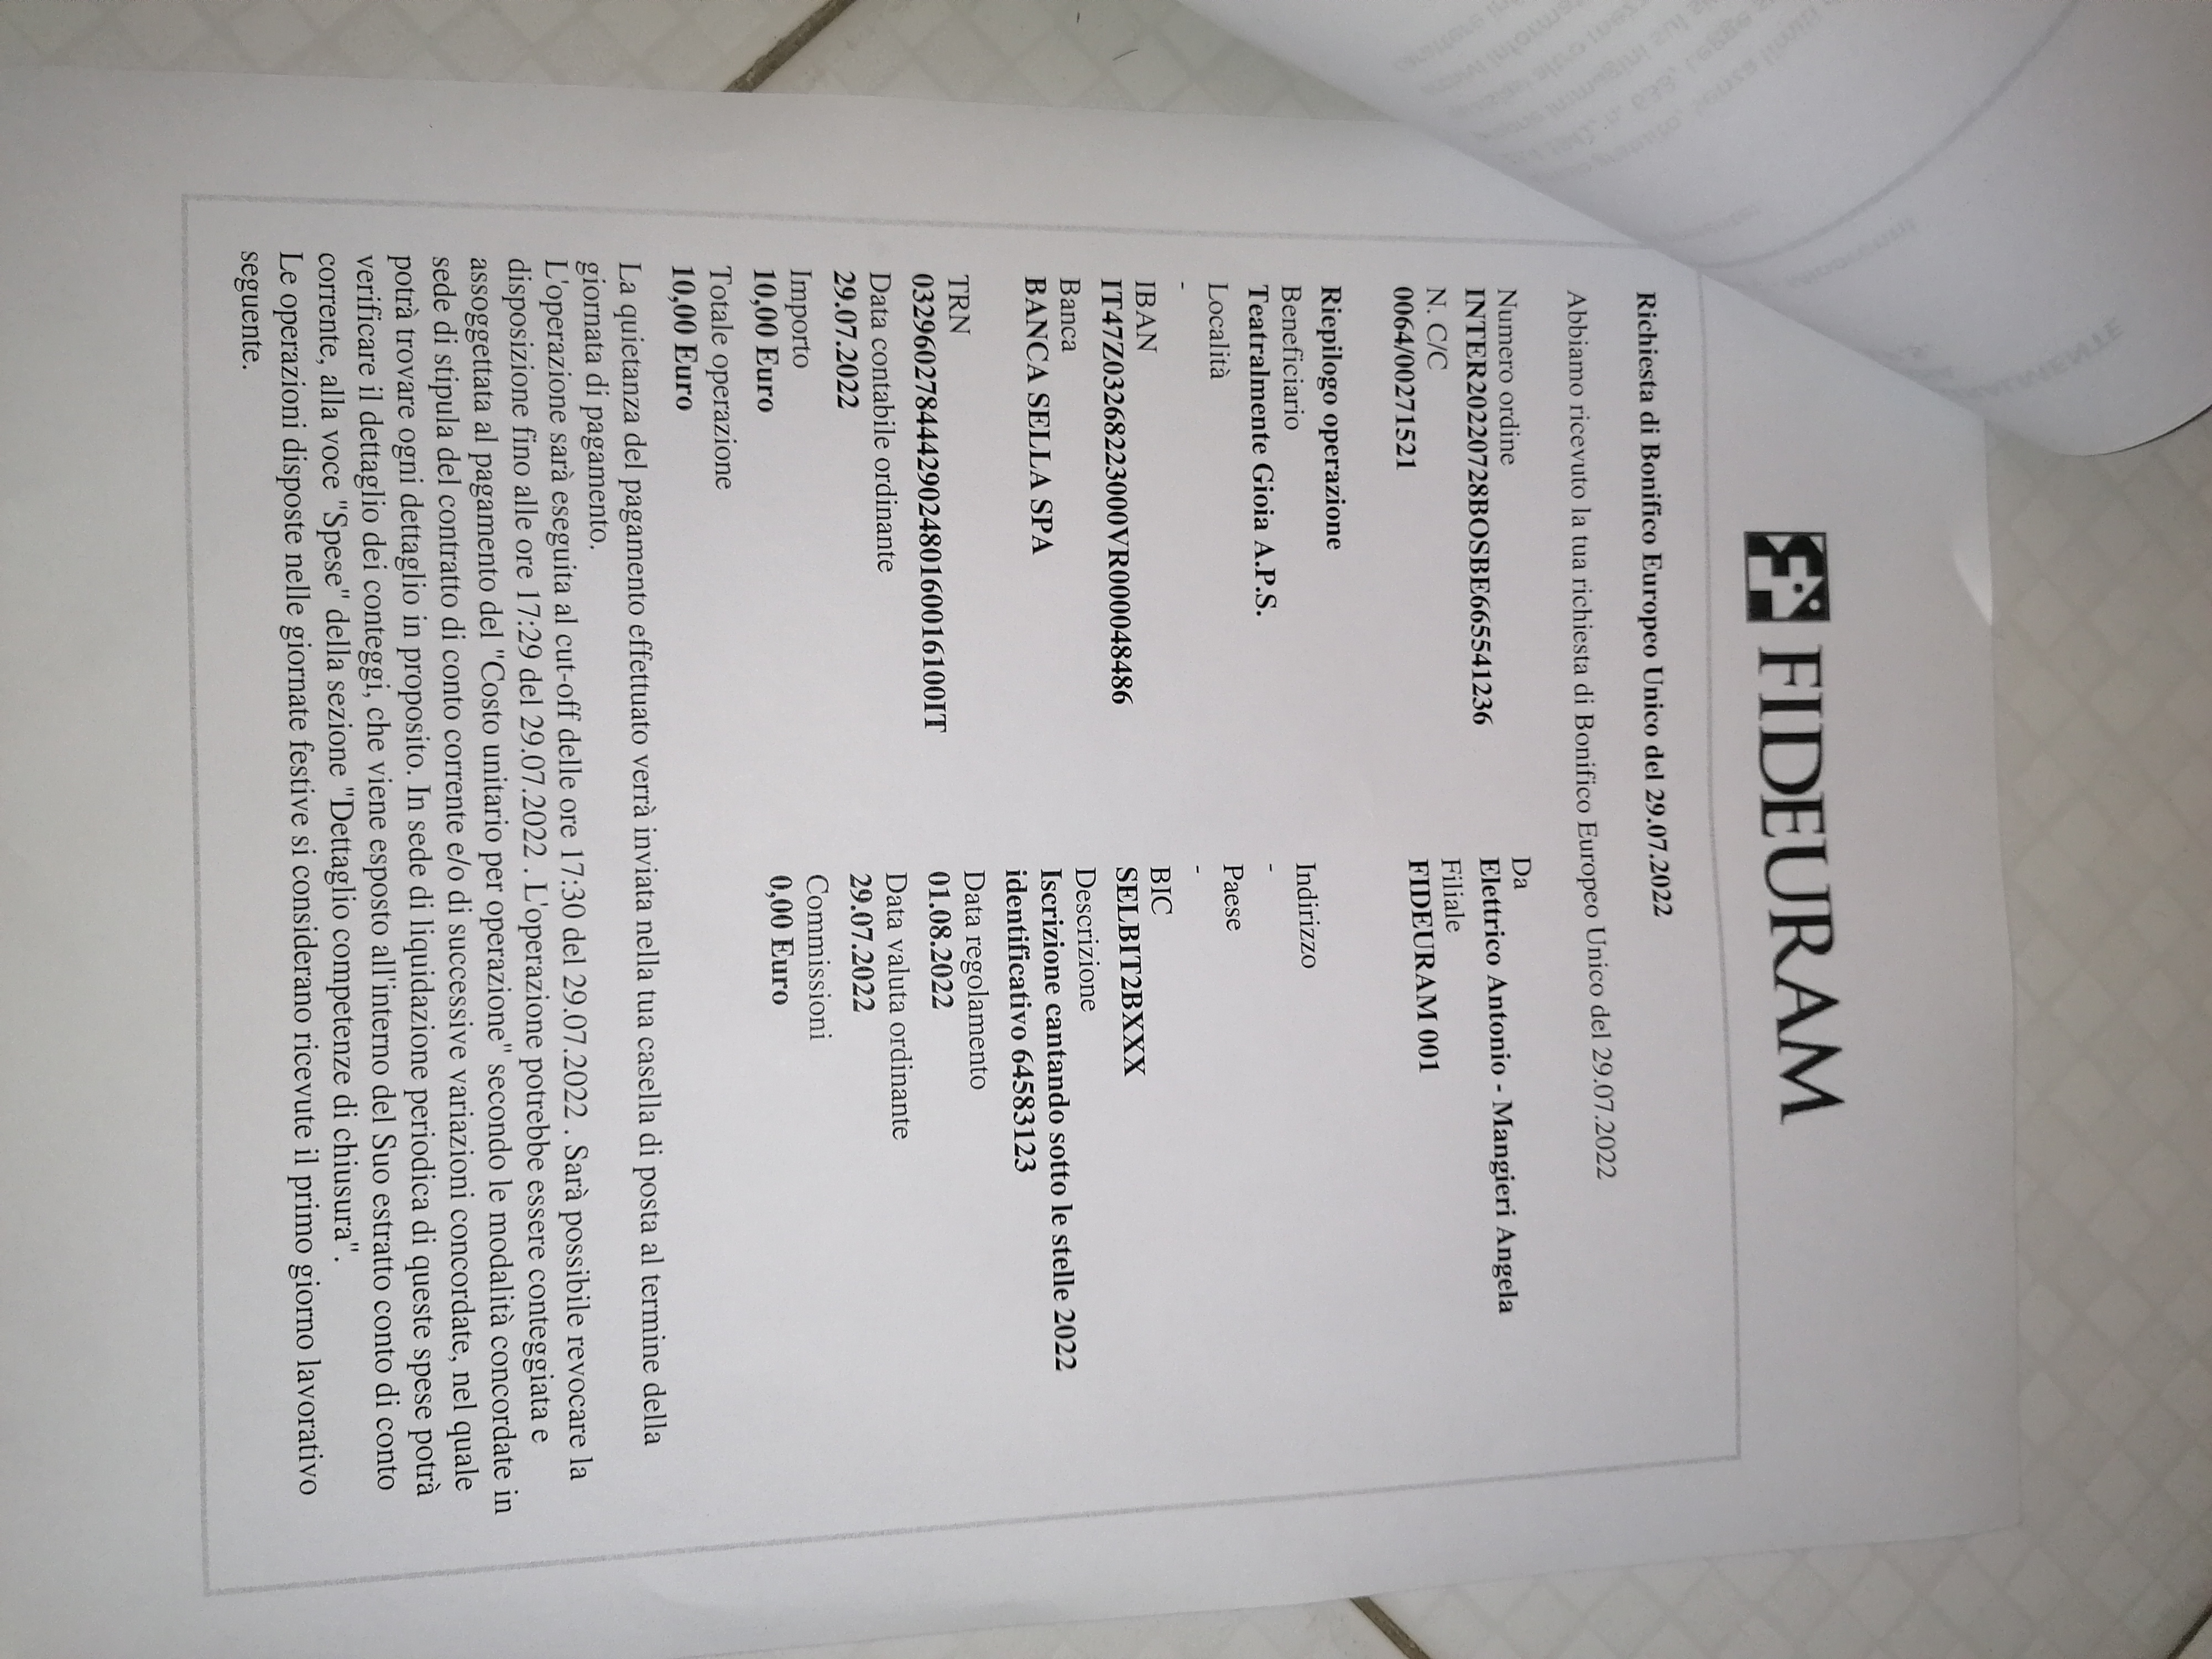 FIDEURAM
Richiesta di Bonifico Europeo Unico del 29.07.2022
Abbiamo ricevuto la tua richiesta di Bonifico Europeo Unico del 29.07.2022
Numero ordine
INTER20220728BOSBE665541236
Da
Elettrico Antonio - Mangieri Angela
N. C/C
0064/00271521
Filiale
FIDEURAM 001
Riepilogo operazione
Beneficiario
Teatralmente Gioia A.P.S.
Indirizzo
-
Località
-
Paese
-
IBAN
IT47Z03268223000VR000048486
BIC
SELBIT2BXXX
Banca
BANCA SELLA SPA
Descrizione
Iscrizione cantando sotto le stelle 2022
identificativo 64583123
TRN
0329602784442902480160016100IT
Data regolamento
01.08.2022
Data contabile ordinante
29.07.2022
Data valuta ordinante
29.07.2022
Importo
10,00 Euro
Commissioni
0,00 Euro
Totale operazione
10,00 Euro
La quietanza del pagamento effettuato verrà inviata nella tua casella di posta al termine della
giornata di pagamento.
L'operazione sarà eseguita al cut-off delle ore 17:30 del 29.07.2022 . Sarà possibile revocare la
disposizione fino alle ore 17:29 del 29.07.2022 . L'operazione potrebbe essere conteggiata e
assoggettata al pagamento del "Costo unitario per operazione" secondo le modalità concordate in
sede di stipula del contratto di conto corrente e/o di successive variazioni concordate, nel quale
potrà trovare ogni dettaglio in proposito. In sede di liquidazione periodica di queste spese potrà
verificare il dettaglio dei conteggi, che viene esposto all'interno del Suo estratto conto di conto
corrente, alla voce "Spese" della sezione "Dettaglio competenze di chiusura".
Le operazioni disposte nelle giornate festive si considerano ricevute il primo giorno lavorativo
seguente.